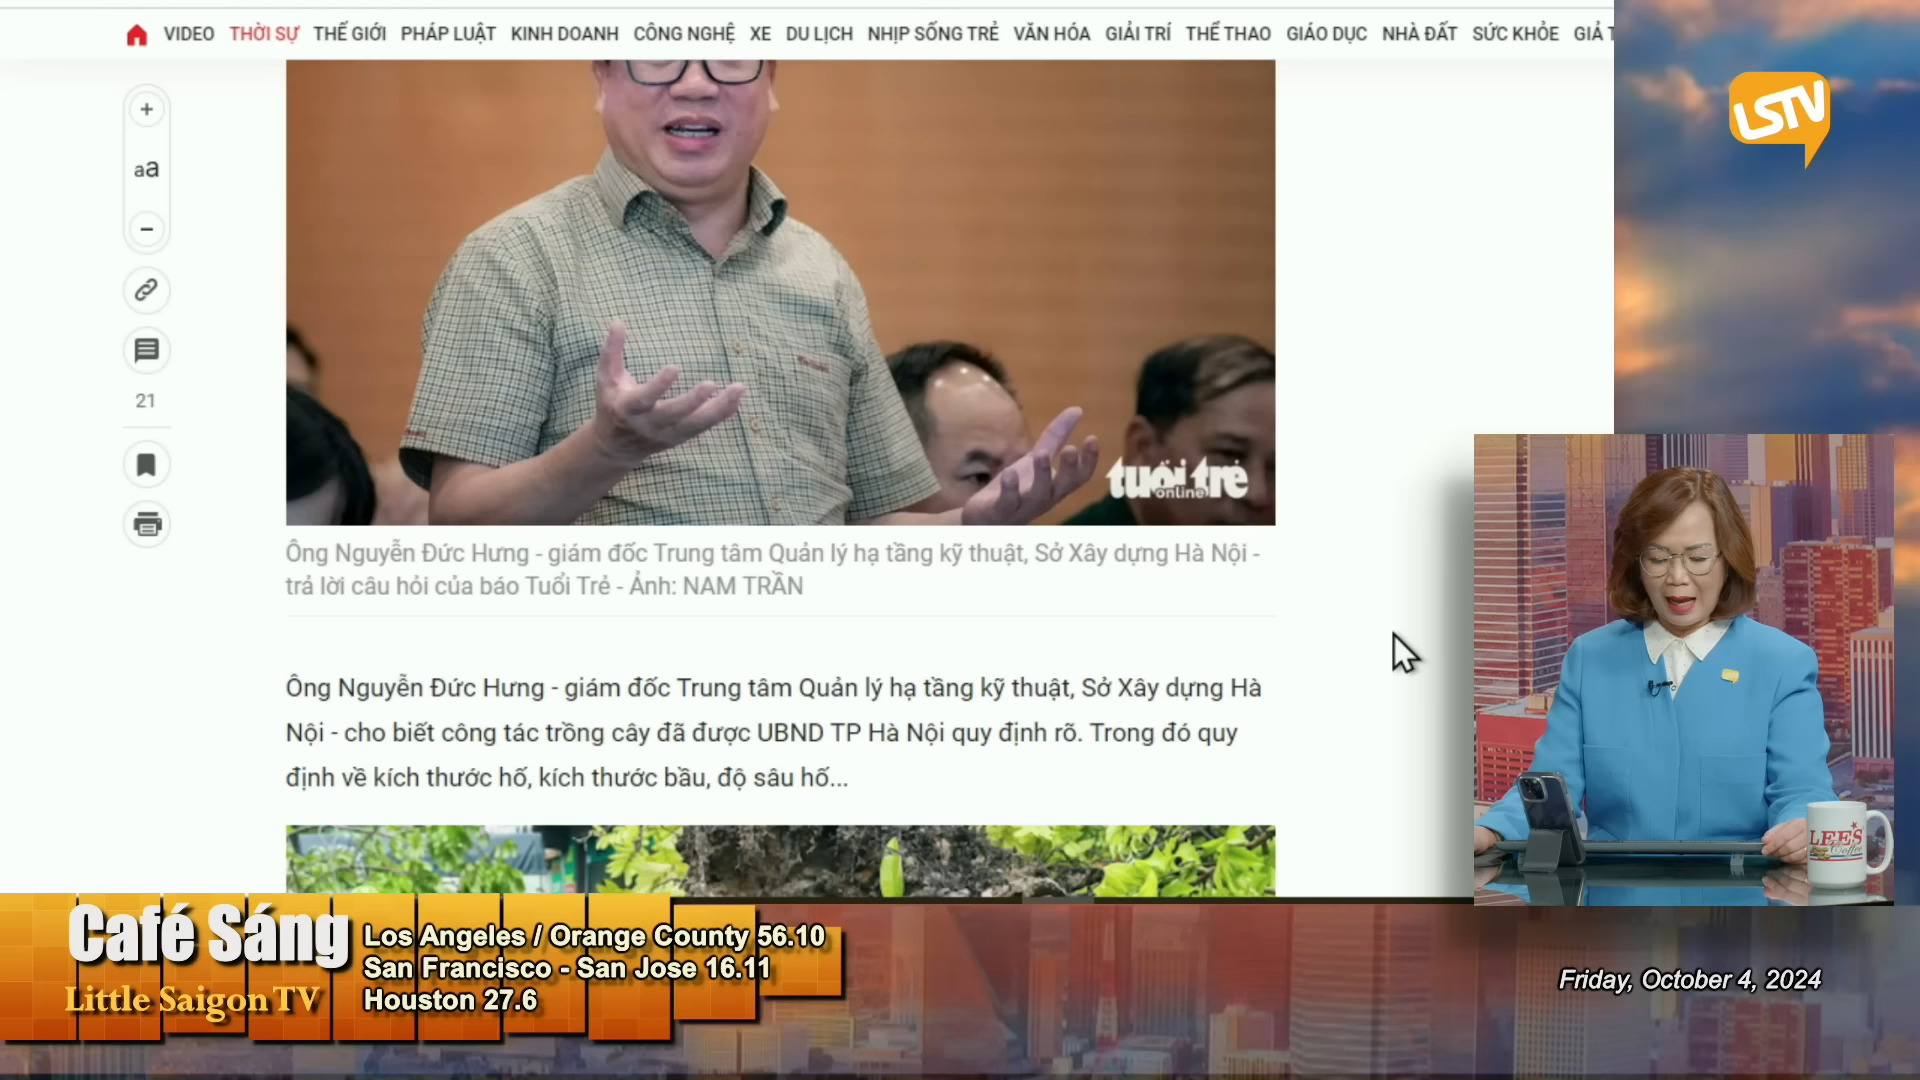 VIDEO THỜI SỰ THẾ GIỚI PHÁP LUẬT KINH DOANH CÔNG NGHỆ XE DU LỊCH NHỊP SỐNG TRẺ VĂN HÓA GIẢI TRÍ THỂ THAO GIÁO DỤC NHÀ ĐẤT SỨC KHỎE GIẢ
LSTV
+
aa
−
21
tuổi trẻ
online
Ông Nguyễn Đức Hưng - giám đốc Trung tâm Quản lý hạ tầng kỹ thuật, Sở Xây dựng Hà Nội -
trả lời câu hỏi của báo Tuổi Trẻ - Ảnh: NAM TRẦN
Ông Nguyễn Đức Hưng - giám đốc Trung tâm Quản lý hạ tầng kỹ thuật, Sở Xây dựng Hà
Nội - cho biết công tác trồng cây đã được UBND TP Hà Nội quy định rõ. Trong đó quy
định về kích thước hố, kích thước bầu, độ sâu hố...
LEE'S
Coffee
Café Sáng
Little Saigon TV
Los Angeles / Orange County 56.10
San Francisco - San Jose 16.11
Houston 27.6
Friday, October 4, 2024